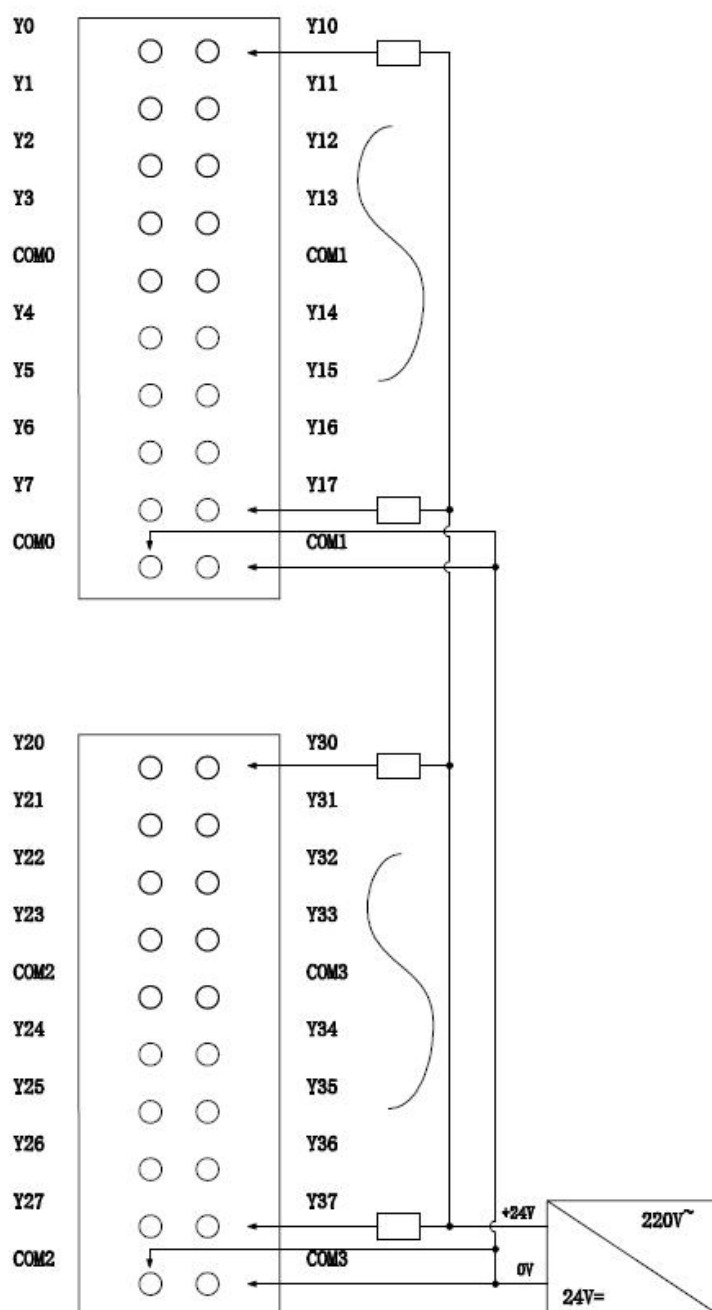 Y0 Y10
Y1 Y11
Y2 Y12
Y3 Y13
COM0 COM1
Y4 Y14
Y5 Y15
Y6 Y16
Y7 Y17
COM0 COM1
Y20 Y30
Y21 Y31
Y22 Y32
Y23 Y33
COM2 COM3
Y24 Y34
Y25 Y35
Y26 Y36
Y27 Y37 +24V 220V~
COM2 COM3 0V
24V=